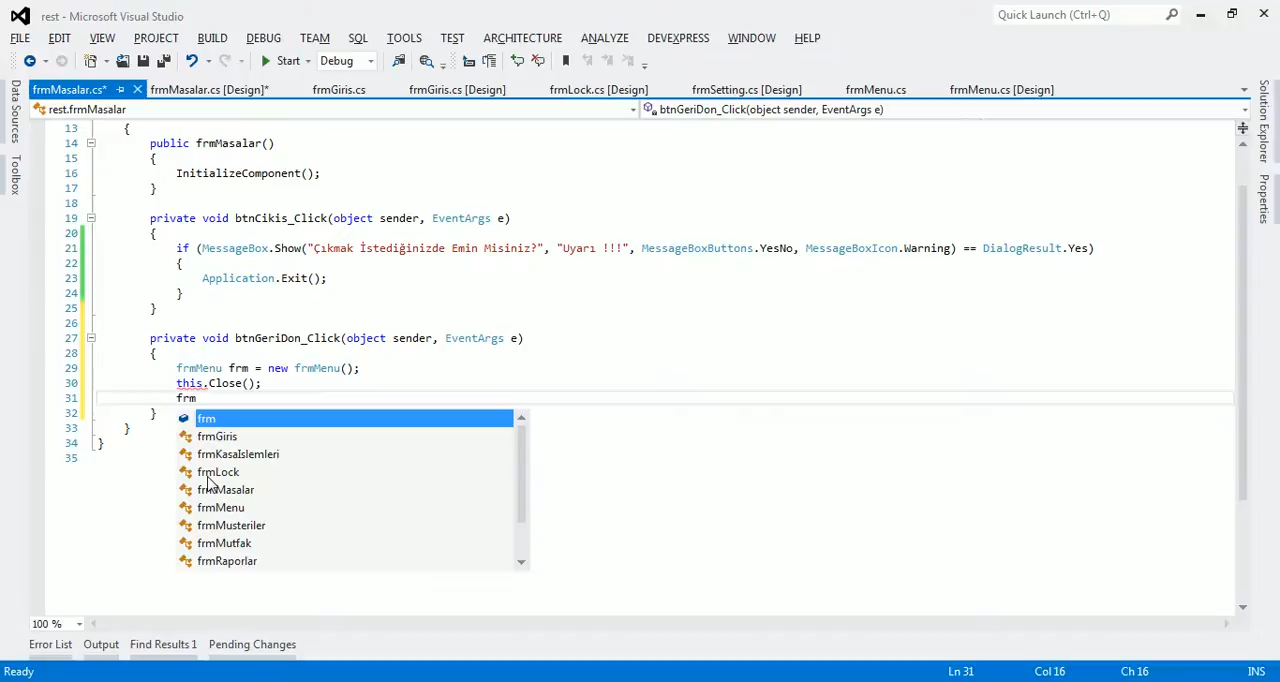 rest - Microsoft Visual Studio
Quick Launch (Ctrl+Q)
FILE EDIT VIEW PROJECT BUILD DEBUG TEAM SQL TOOLS TEST ARCHITECTURE ANALYZE DEVEXPRESS WINDOW HELP
Start Debug
frmMasalar.cs* frmMasalar.cs [Design]* frmGiris.cs frmGiris.cs [Design] frmLock.cs [Design] frmSetting.cs [Design] frmMenu.cs frmMenu.cs [Design]
rest.frmMasalar btnGeriDon_Click(object sender, EventArgs e)
Data Sources
Toolbox
Solution Explorer
Properties
13 {
14 public frmMasalar()
15 {
16 InitializeComponent();
17 }
18
19 private void btnCikis_Click(object sender, EventArgs e)
20 {
21 if (MessageBox.Show("Çıkmak İstediğinizde Emin Misiniz?", "Uyarı !!!", MessageBoxButtons.YesNo, MessageBoxIcon.Warning) == DialogResult.Yes)
22 {
23 Application.Exit();
24 }
25 }
26
27 private void btnGeriDon_Click(object sender, EventArgs e)
28 {
29 frmMenu frm = new frmMenu();
30 this.Close();
31 frm
32 }
33 }
34 }
35
frm
frmGiris
frmKasaIslemleri
frmLock
frmMasalar
frmMenu
frmMusteriler
frmMutfak
frmRaporlar
100 %
Error List Output Find Results 1 Pending Changes
Ready Ln 31 Col 16 Ch 16 INS